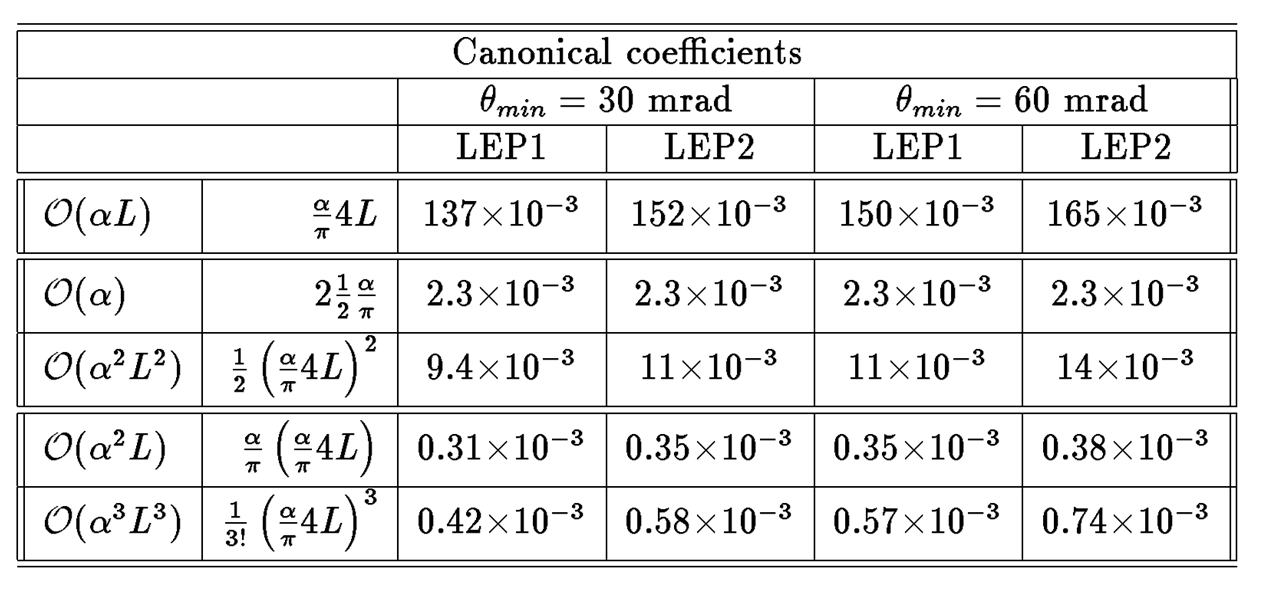 Canonical coefficients
θ_min = 30 mrad θ_min = 60 mrad
LEP1 LEP2 LEP1 LEP2
𝒪(αL) α/π 4L 137×10⁻³ 152×10⁻³ 150×10⁻³ 165×10⁻³
𝒪(α) 2 1/2 α/π 2.3×10⁻³ 2.3×10⁻³ 2.3×10⁻³ 2.3×10⁻³
𝒪(α²L²) 1/2 (α/π 4L)² 9.4×10⁻³ 11×10⁻³ 11×10⁻³ 14×10⁻³
𝒪(α²L) α/π (α/π 4L) 0.31×10⁻³ 0.35×10⁻³ 0.35×10⁻³ 0.38×10⁻³
𝒪(α³L³) 1/3! (α/π 4L)³ 0.42×10⁻³ 0.58×10⁻³ 0.57×10⁻³ 0.74×10⁻³